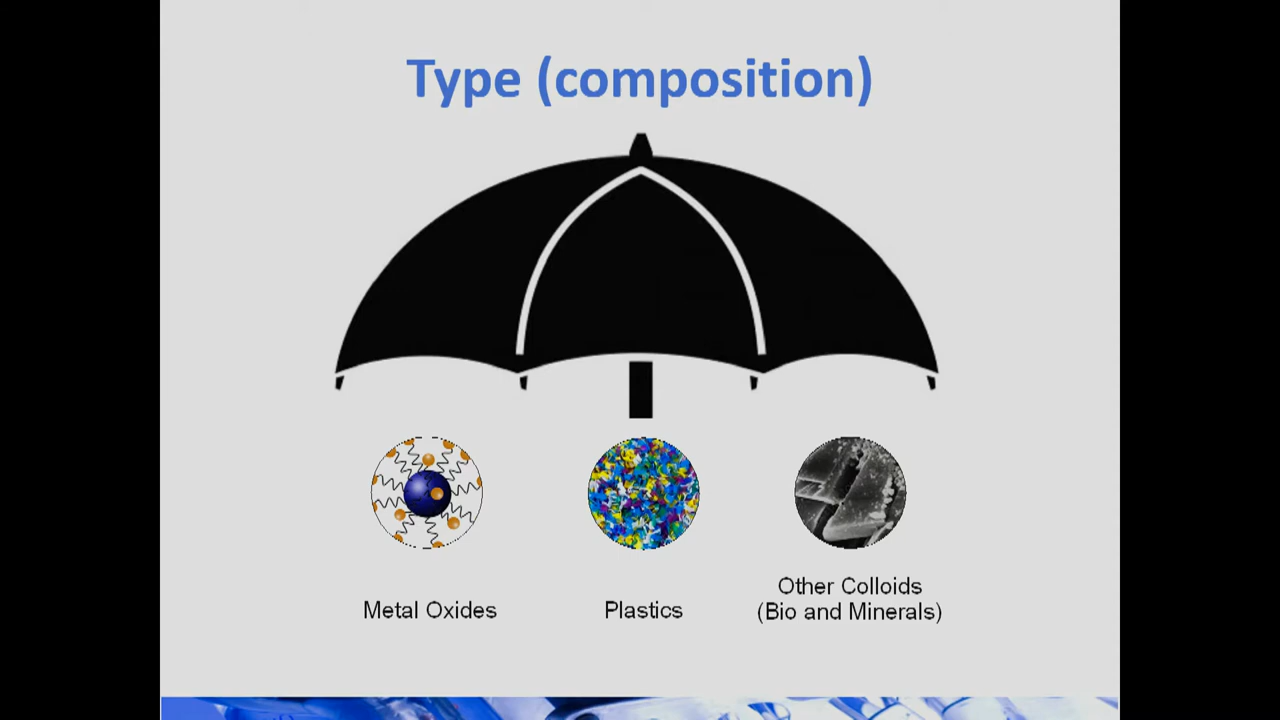 Type (composition)
Metal Oxides
Plastics
Other Colloids
(Bio and Minerals)